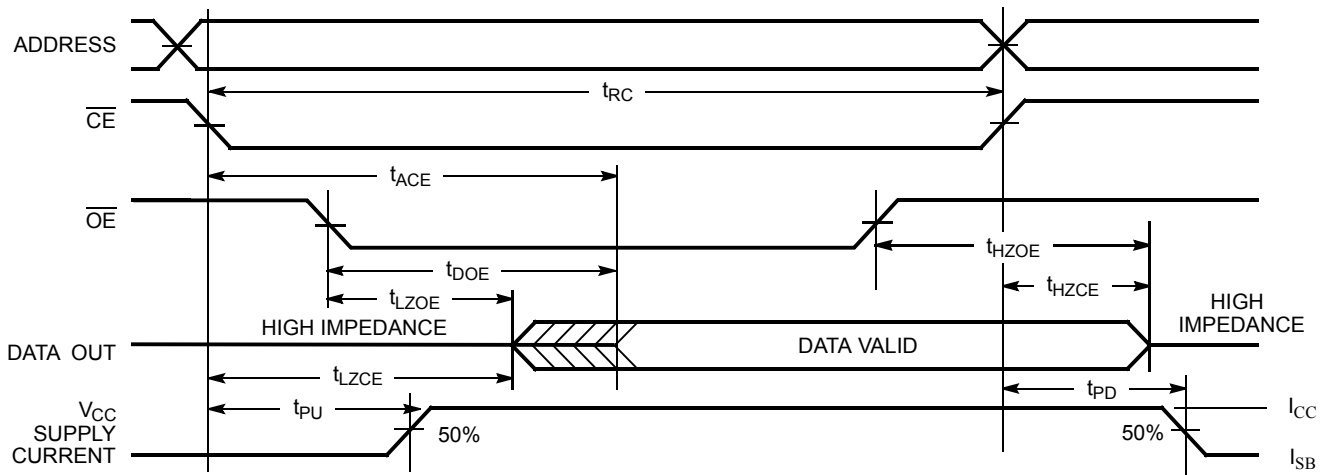 ADDRESS
tRC
CE
tACE
OE
tHZOE
tDOE
tHZCE
tLZOE
HIGH
IMPEDANCE
HIGH IMPEDANCE
DATA OUT
DATA VALID
tLZCE
tPD
VCC
SUPPLY
CURRENT
tPU
50%
50%
ICC
ISB